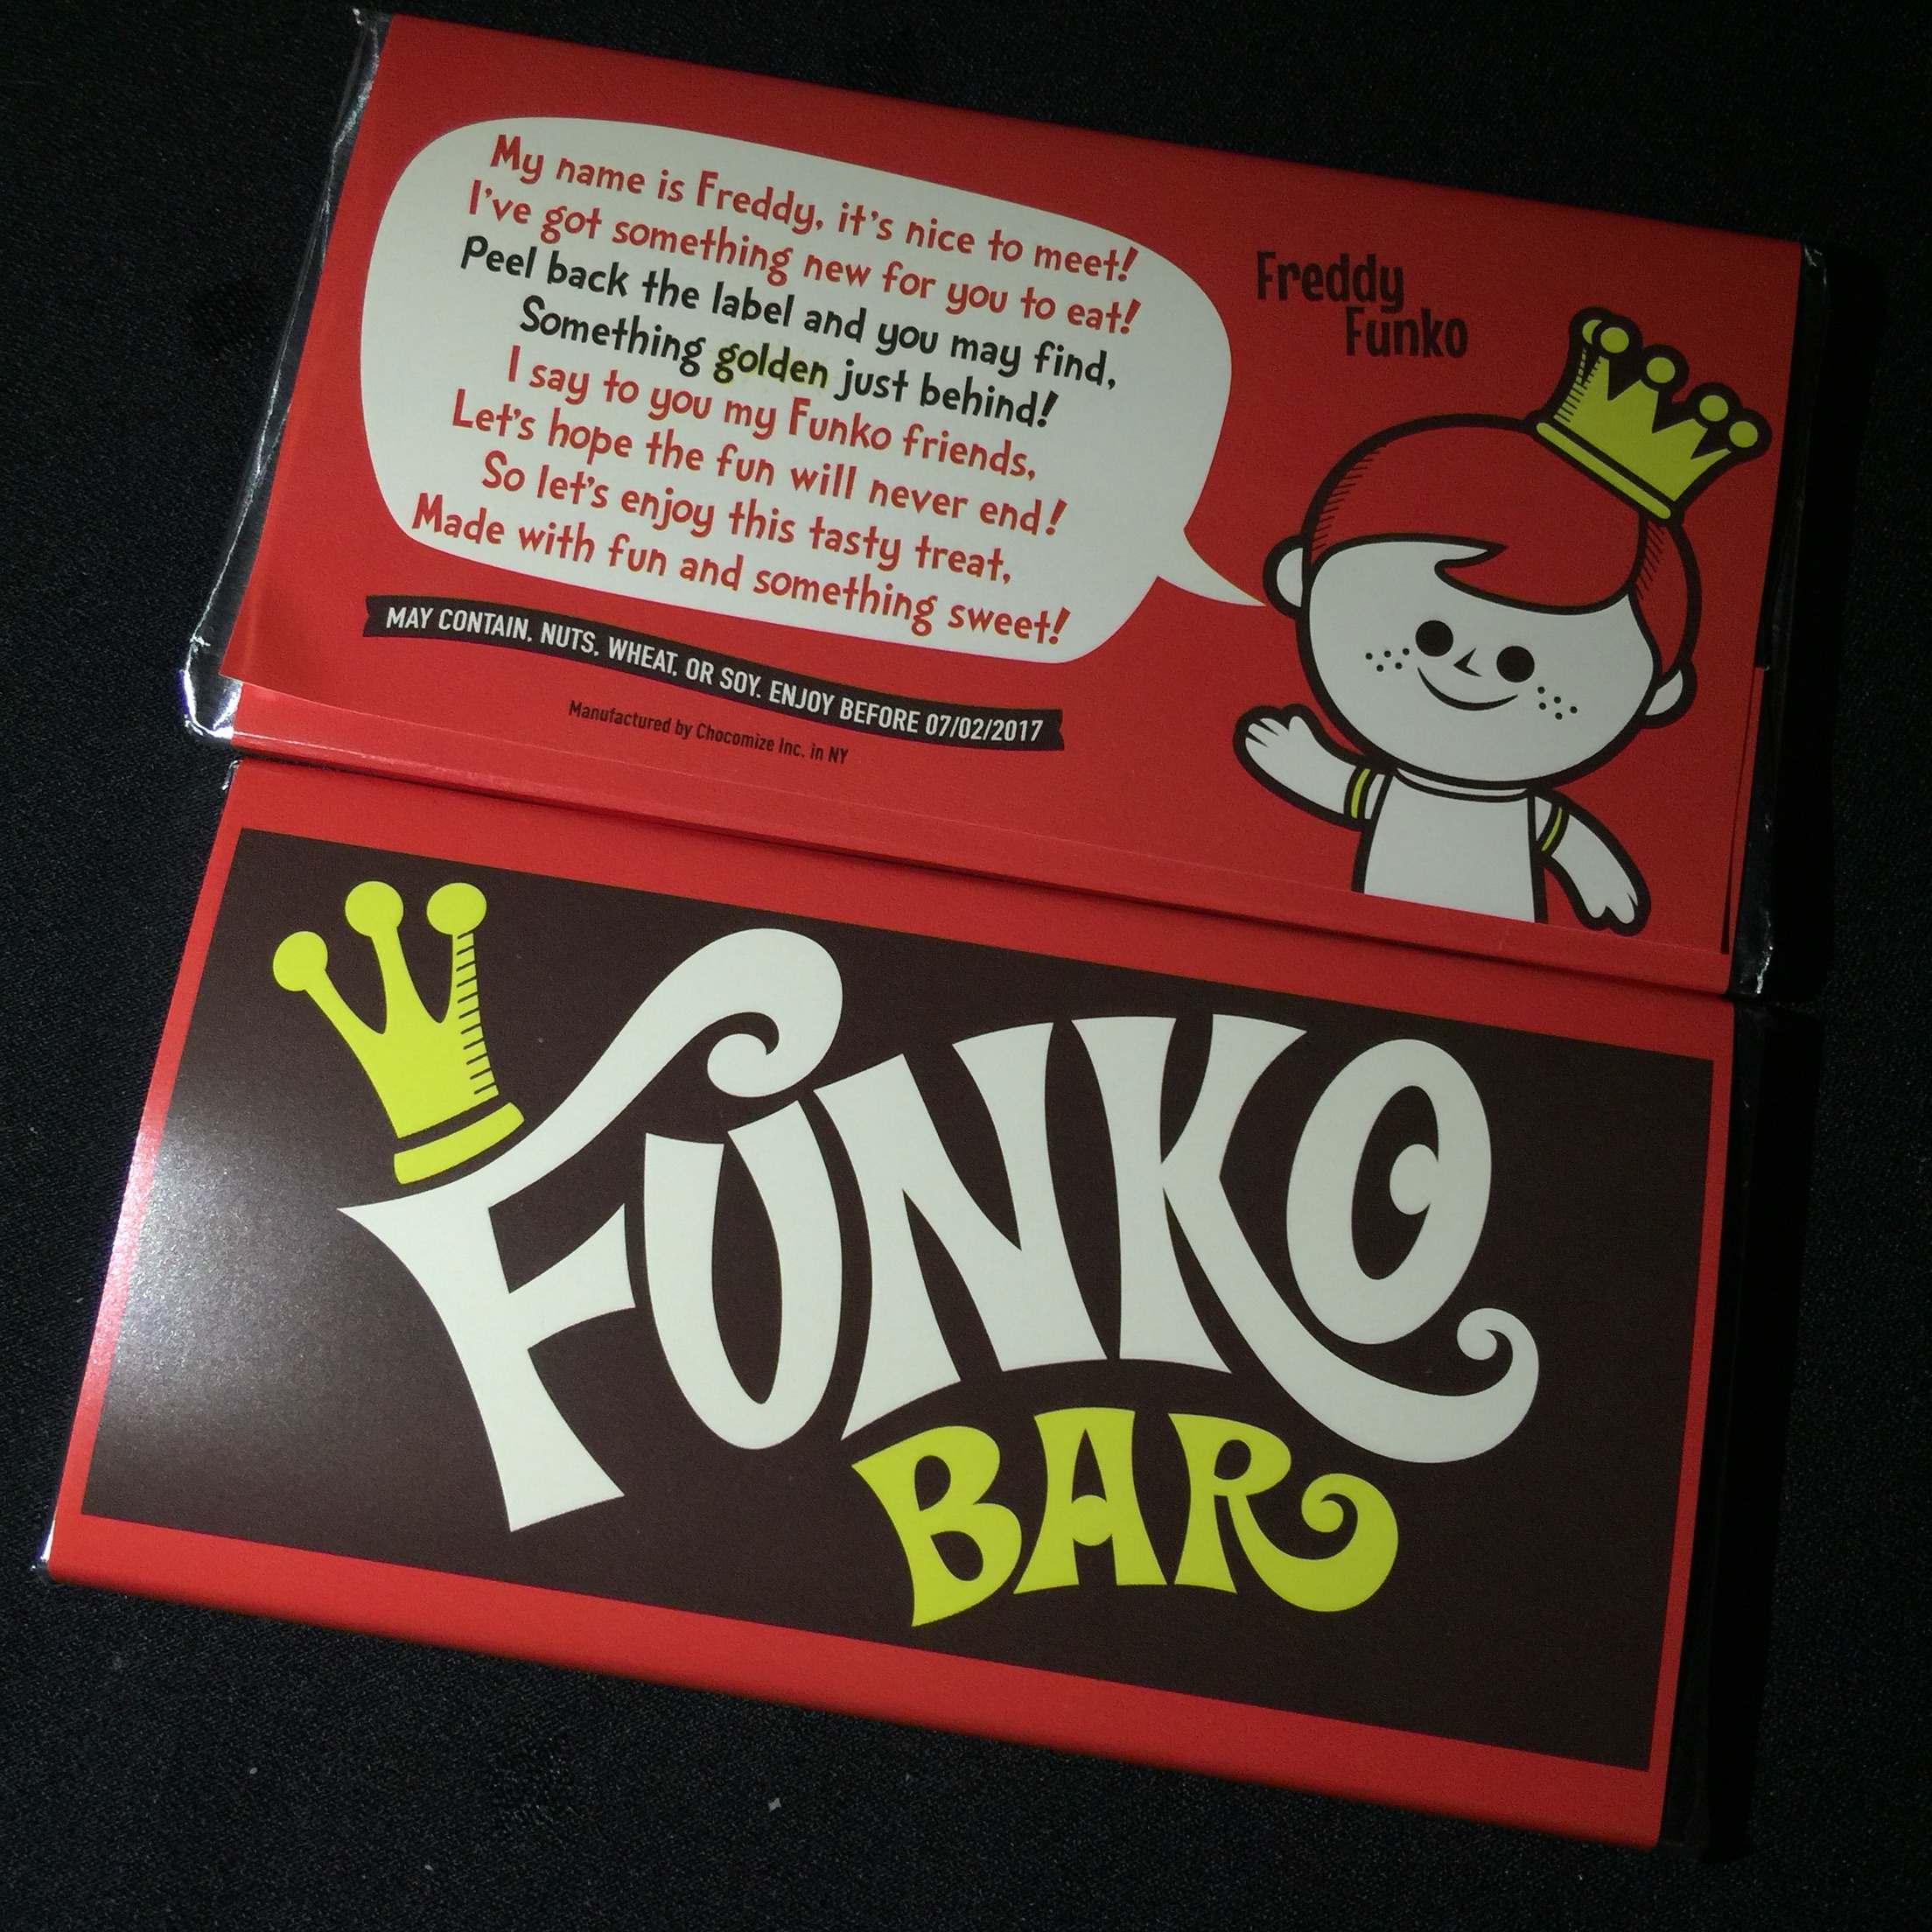 My name is Freddy, it's nice to meet!
I've got something new for you to eat!
Peel back the label and you may find,
Something golden just behind!
I say to you my Funko friends,
Let's hope the fun will never end!
So let's enjoy this tasty treat,
Made with fun and something sweet!
Freddy
Funko
MAY CONTAIN. NUTS, WHEAT, OR SOY. ENJOY BEFORE 07/02/2017
Manufactured by Chocomize Inc. in NY
FUNKO
BAR